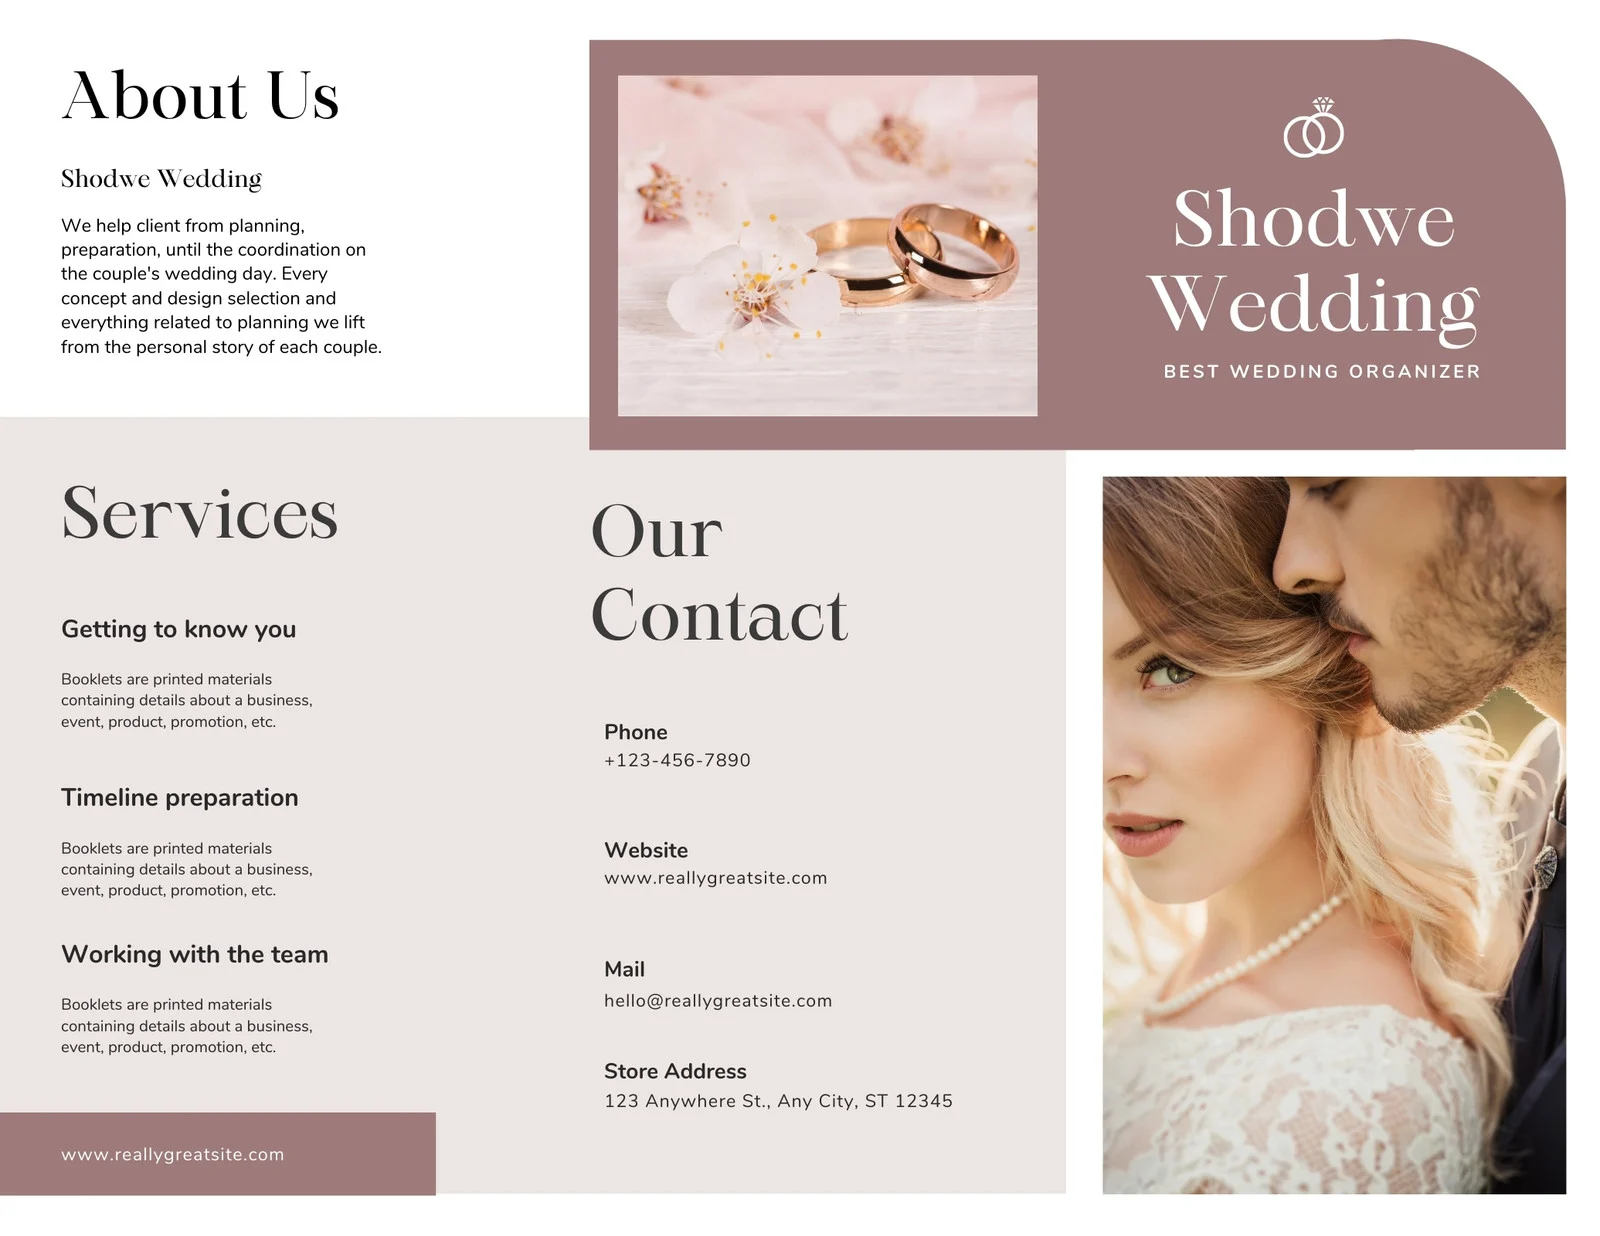 About Us
Shodwe Wedding
We help client from planning,
preparation, until the coordination on
the couple's wedding day. Every
concept and design selection and
everything related to planning we lift
from the personal story of each couple.
Services
Getting to know you
Booklets are printed materials
containing details about a business,
event, product, promotion, etc.
Timeline preparation
Booklets are printed materials
containing details about a business,
event, product, promotion, etc.
Working with the team
Booklets are printed materials
containing details about a business,
event, product, promotion, etc.
www.reallygreatsite.com
Our
Contact
Phone
+123-456-7890
Website
www.reallygreatsite.com
Mail
hello@reallygreatsite.com
Store Address
123 Anywhere St., Any City, ST 12345
Shodwe
Wedding
BEST WEDDING ORGANIZER